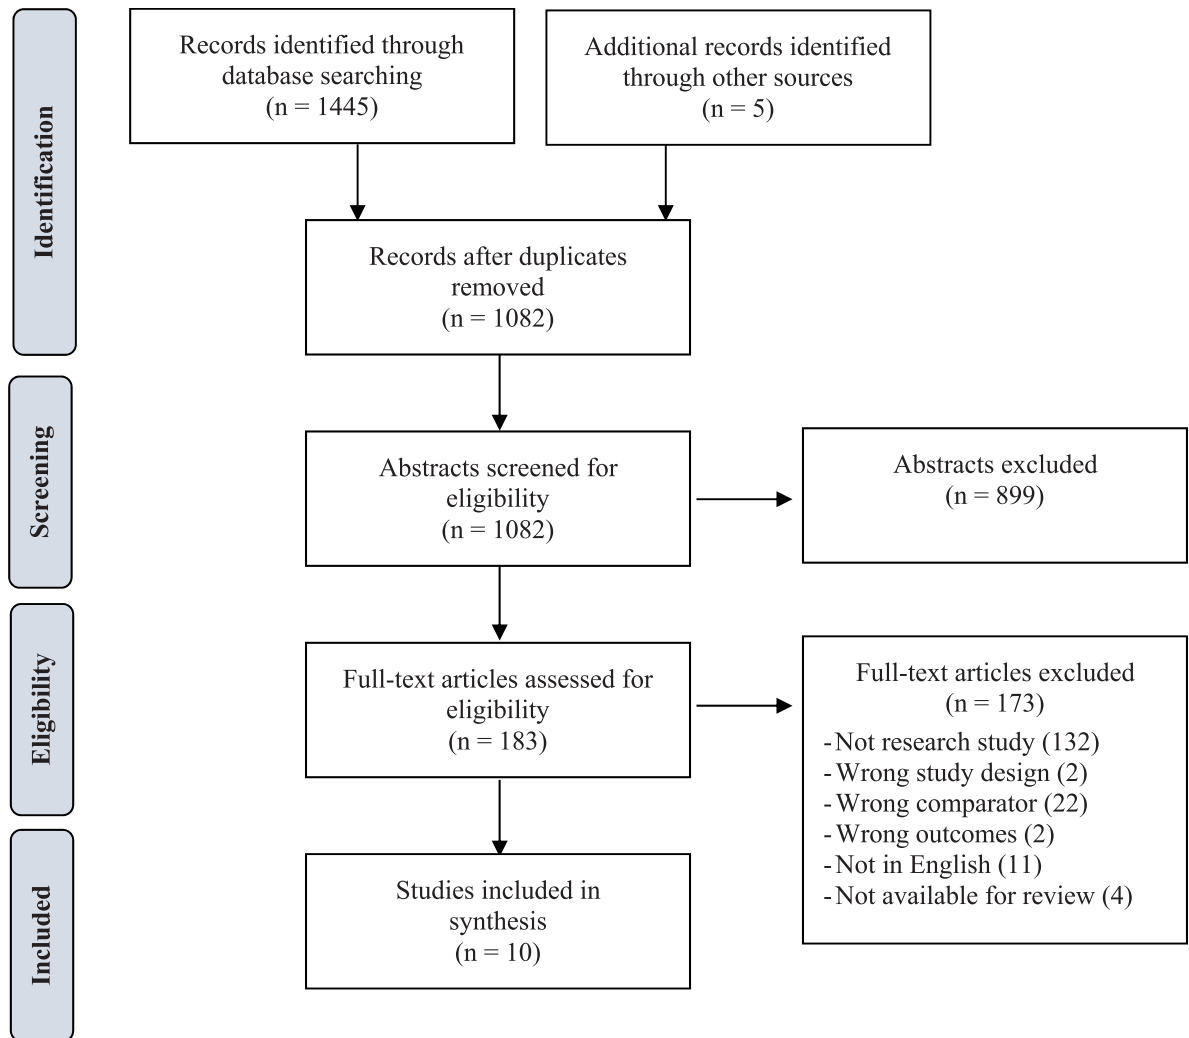 Identification
Records identified through
database searching
(n = 1445)
Additional records identified
through other sources
(n = 5)
Records after duplicates
removed
(n = 1082)
Screening
Abstracts screened for
eligibility
(n = 1082)
Abstracts excluded
(n = 899)
Eligibility
Full-text articles assessed for
eligibility
(n = 183)
Full-text articles excluded
(n = 173)
-Not research study (132)
-Wrong study design (2)
-Wrong comparator (22)
-Wrong outcomes (2)
-Not in English (11)
-Not available for review (4)
Included
Studies included in
synthesis
(n = 10)